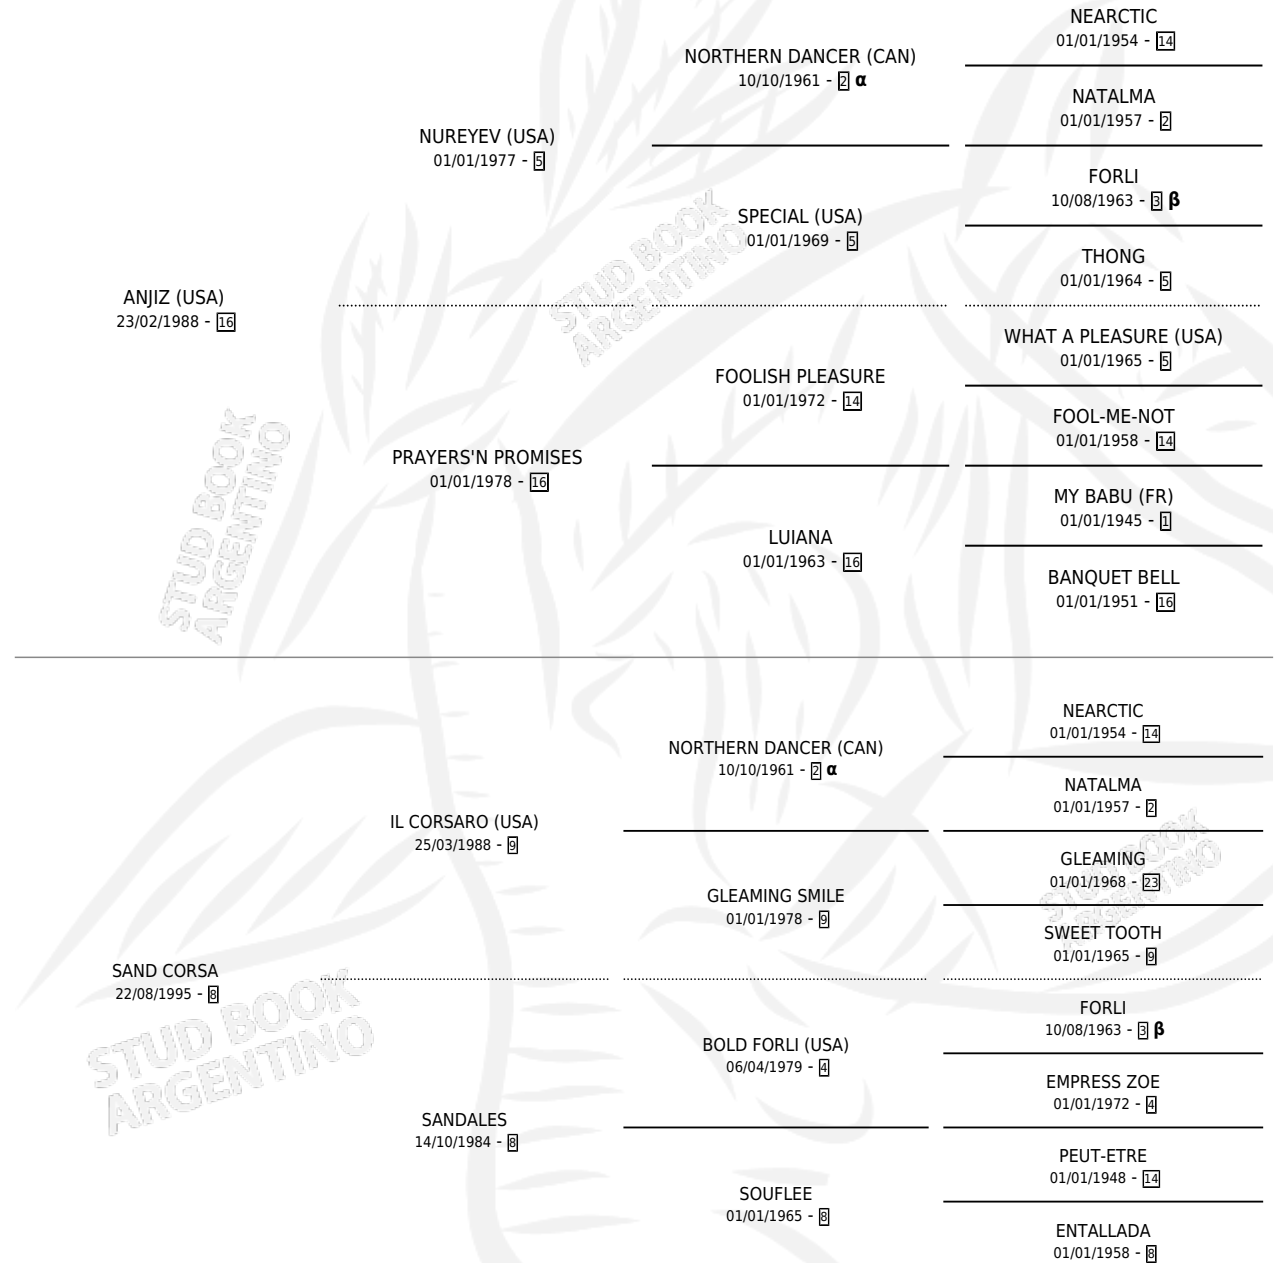 NEARCTIC
01/01/1954 - 14
NORTHERN DANCER (CAN)
10/10/1961 - 2 α
NATALMA
01/01/1957 - 2
NUREYEV (USA)
01/01/1977 - 5
FORLI
10/08/1963 - 3 β
SPECIAL (USA)
01/01/1969 - 5
THONG
01/01/1964 - 5
STUD BOOK
ARGENTINO
ANJIZ (USA)
23/02/1988 - 16
WHAT A PLEASURE (USA)
01/01/1965 - 5
FOOLISH PLEASURE
01/01/1972 - 14
FOOL-ME-NOT
01/01/1958 - 14
PRAYERS'N PROMISES
01/01/1978 - 16
MY BABU (FR)
01/01/1945 - 1
LUIANA
01/01/1963 - 16
BANQUET BELL
01/01/1951 - 16
STUD BOOK
ARGENTINO
NEARCTIC
01/01/1954 - 14
NORTHERN DANCER (CAN)
10/10/1961 - 2 α
NATALMA
01/01/1957 - 2
IL CORSARO (USA)
25/03/1988 - 9
GLEAMING
01/01/1968 - 23
GLEAMING SMILE
01/01/1978 - 9
SWEET TOOTH
01/01/1965 - 9
STUD BOOK
ARGENTINO
SAND CORSA
22/08/1995 - 8
FORLI
10/08/1963 - 3 β
BOLD FORLI (USA)
06/04/1979 - 4
EMPRESS ZOE
01/01/1972 - 4
SANDALES
14/10/1984 - 8
PEUT-ETRE
01/01/1948 - 14
SOUFLEE
01/01/1965 - 8
ENTALLADA
01/01/1958 - 8
STUD BOOK
ARGENTINO